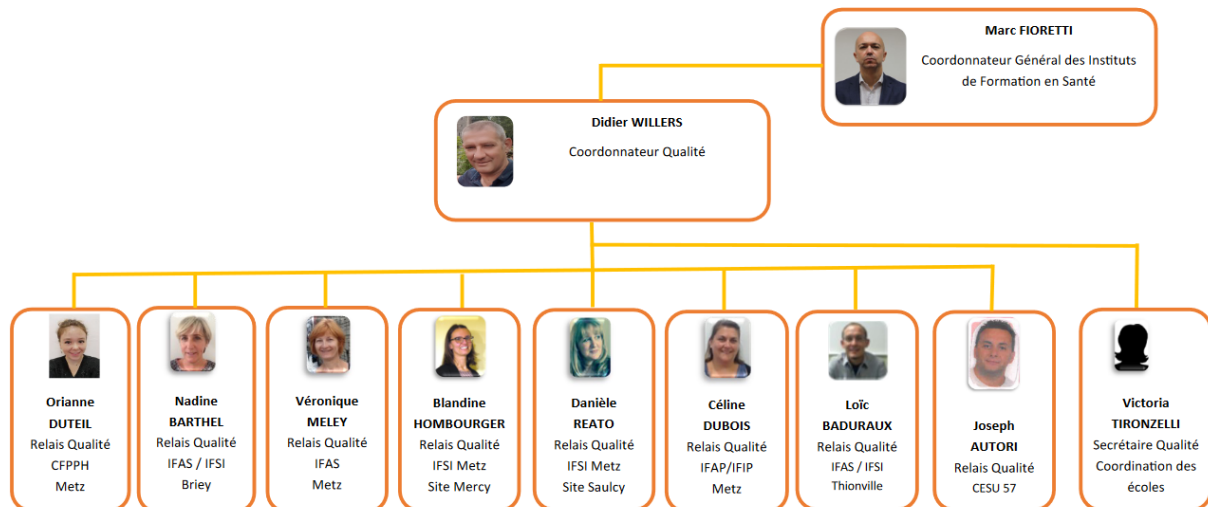 Marc FIORETTI
Coordonnateur Général des Instituts
de Formation en Santé
Didier WILLERS
Coordonnateur Qualité
Orianne
DUTEIL
Relais Qualité
CFPPH
Metz
Nadine
BARTHEL
Relais Qualité
IFAS / IFSI
Briey
Véronique
MELEY
Relais Qualité
IFAS
Metz
Blandine
HOMBOURGER
Relais Qualité
IFSI Metz
Site Mercy
Danièle
REATO
Relais Qualité
IFSI Metz
Site Saulcy
Céline
DUBOIS
Relais Qualité
IFAP/IFIP
Metz
Loïc
BADURAUX
Relais Qualité
IFAS / IFSI
Thionville
Joseph
AUTORI
Relais Qualité
CESU 57
Victoria
TIRONZELLI
Secrétaire Qualité
Coordination des
écoles